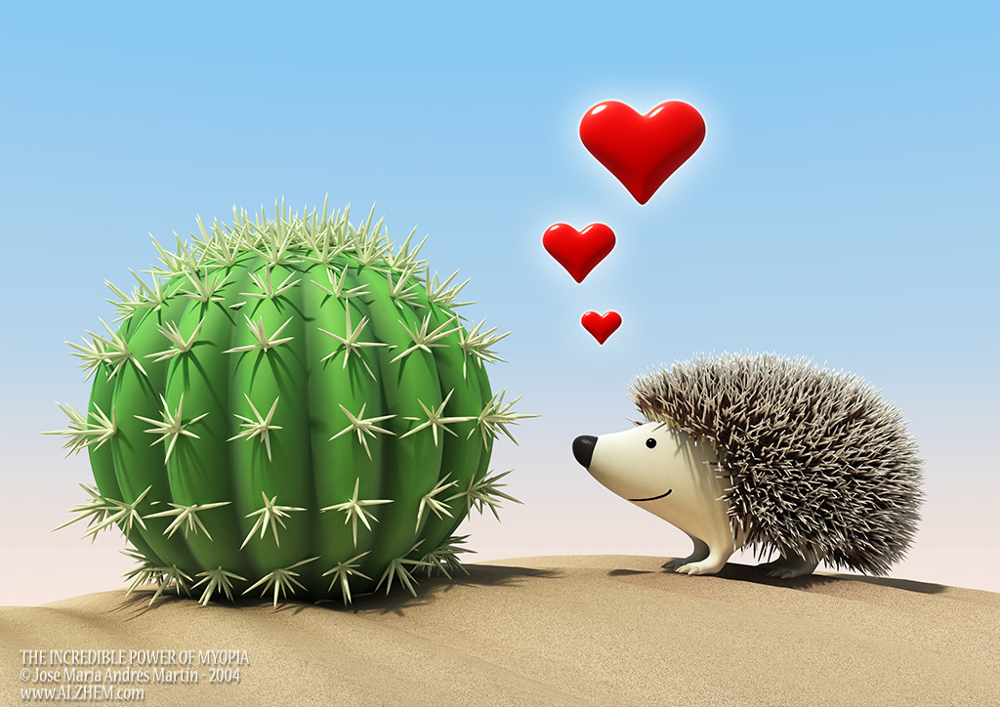 THE INCREDIBLE POWER OF MYOPIA
© José María Andrés Martín - 2004
www.ALZHEM.com